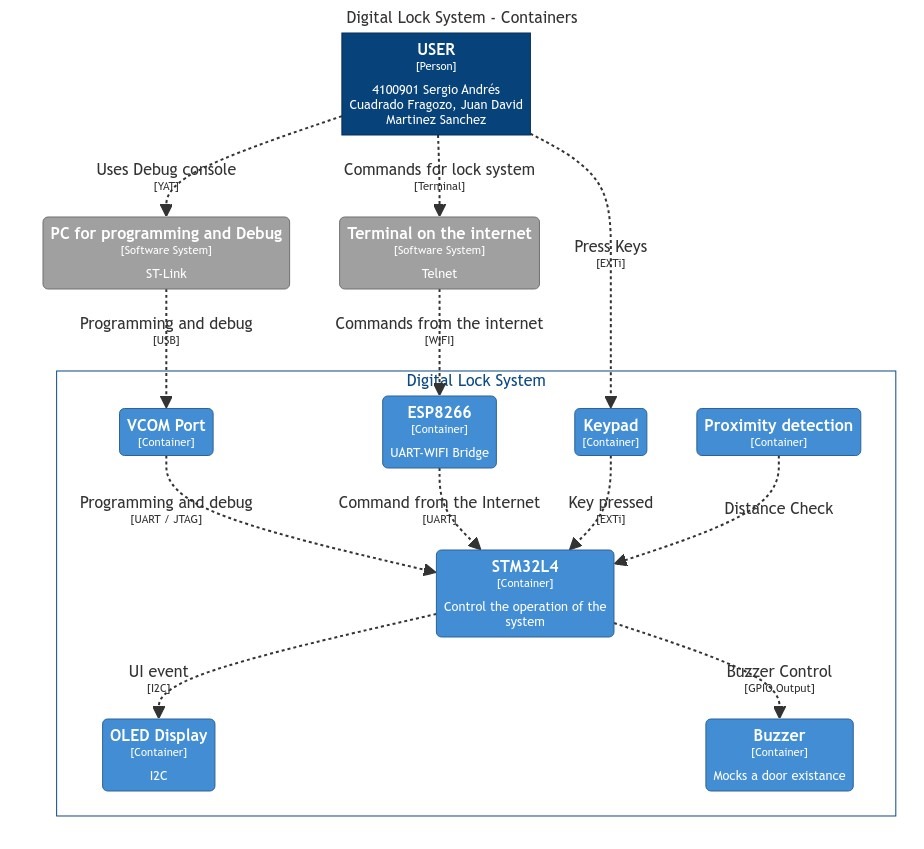 Digital Lock System - Containers
USER
[Person]
4100901 Sergio Andrés
Cuadrado Fragozo, Juan David
Martinez Sanchez
Uses Debug console
[YAT]
Commands for lock system
[Terminal]
Press Keys
[EXTi]
PC for programming and Debug
[Software System]
ST-Link
Terminal on the internet
[Software System]
Telnet
Programming and debug
[USB]
Commands from the internet
[WIFI]
Digital Lock System
VCOM Port
[Container]
ESP8266
[Container]
UART-WIFI Bridge
Keypad
[Container]
Proximity detection
[Container]
Programming and debug
[UART / JTAG]
Command from the Internet
[UART]
Key pressed
[EXTi]
Distance Check
STM32L4
[Container]
Control the operation of the
system
UI event
[I2C]
Buzzer Control
[GPIO Output]
OLED Display
[Container]
I2C
Buzzer
[Container]
Mocks a door existance